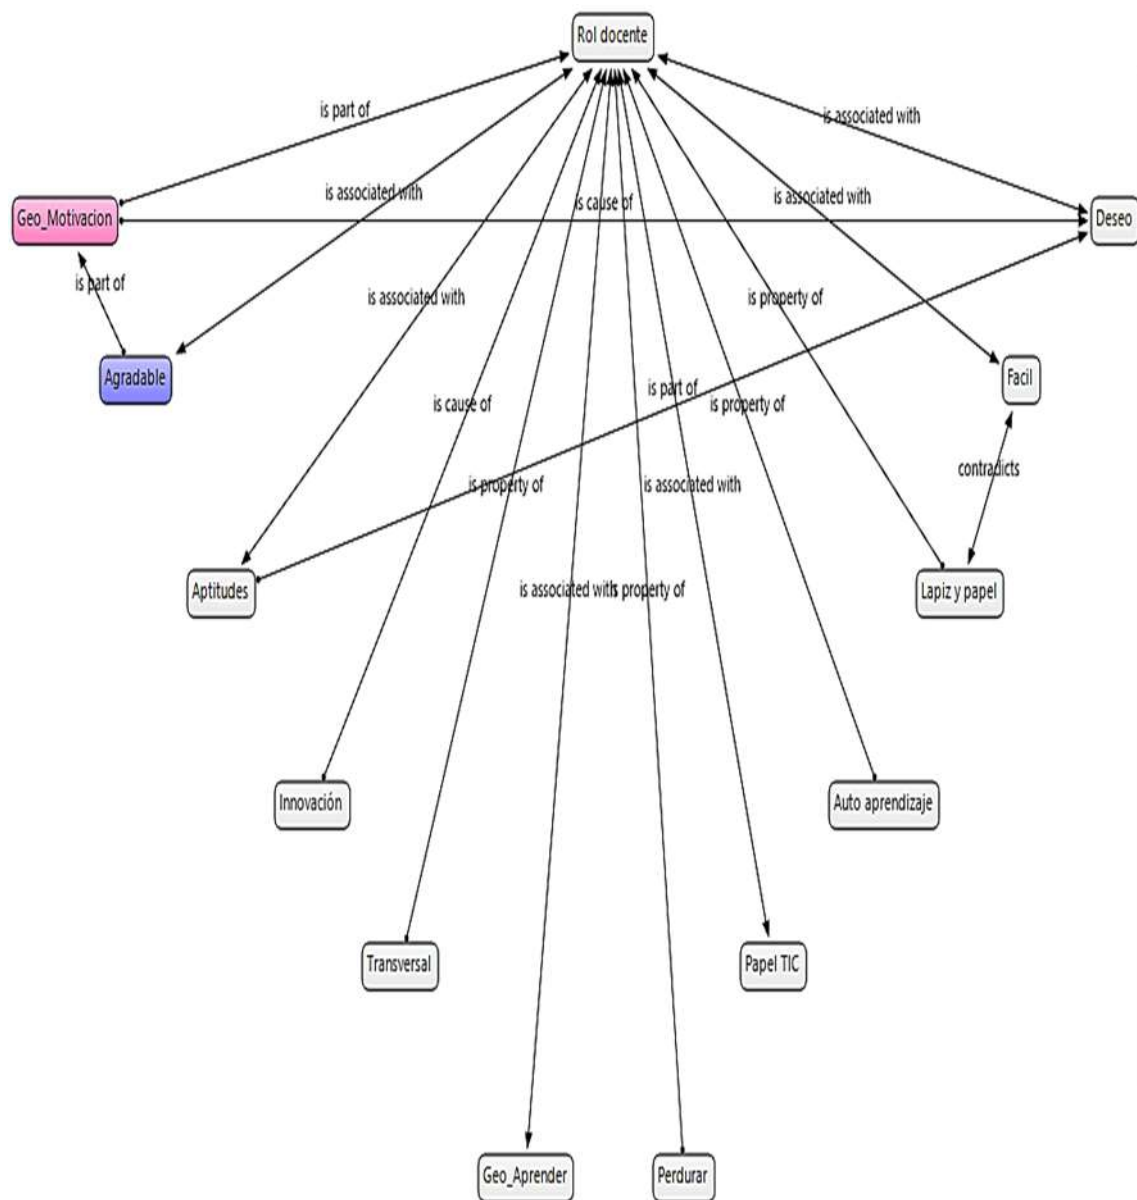 Rol docente
is part of
is associated with
is associated with
is associated with
is cause of
Geo_Motivacion
Deseo
is part of
is associated with
is property of
Agradable
Facil
is part of
is cause of
is property of
contradicts
is property of
is associated with
Aptitudes
is associated with
is property of
Lapiz y papel
Innovación
Auto aprendizaje
Transversal
Papel TIC
Geo_Aprender
Perdurar